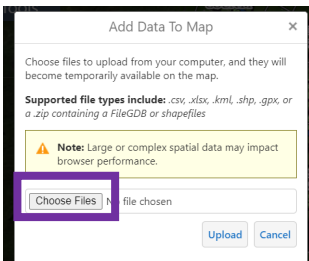 Add Data To Map ×
Choose files to upload from your computer, and they will
become temporarily available on the map.
Supported file types include: .csv, .xlsx, .kml, .shp, .gpx, or
a .zip containing a FileGDB or shapefiles
Note: Large or complex spatial data may impact
browser performance.
Choose Files No file chosen
Upload Cancel